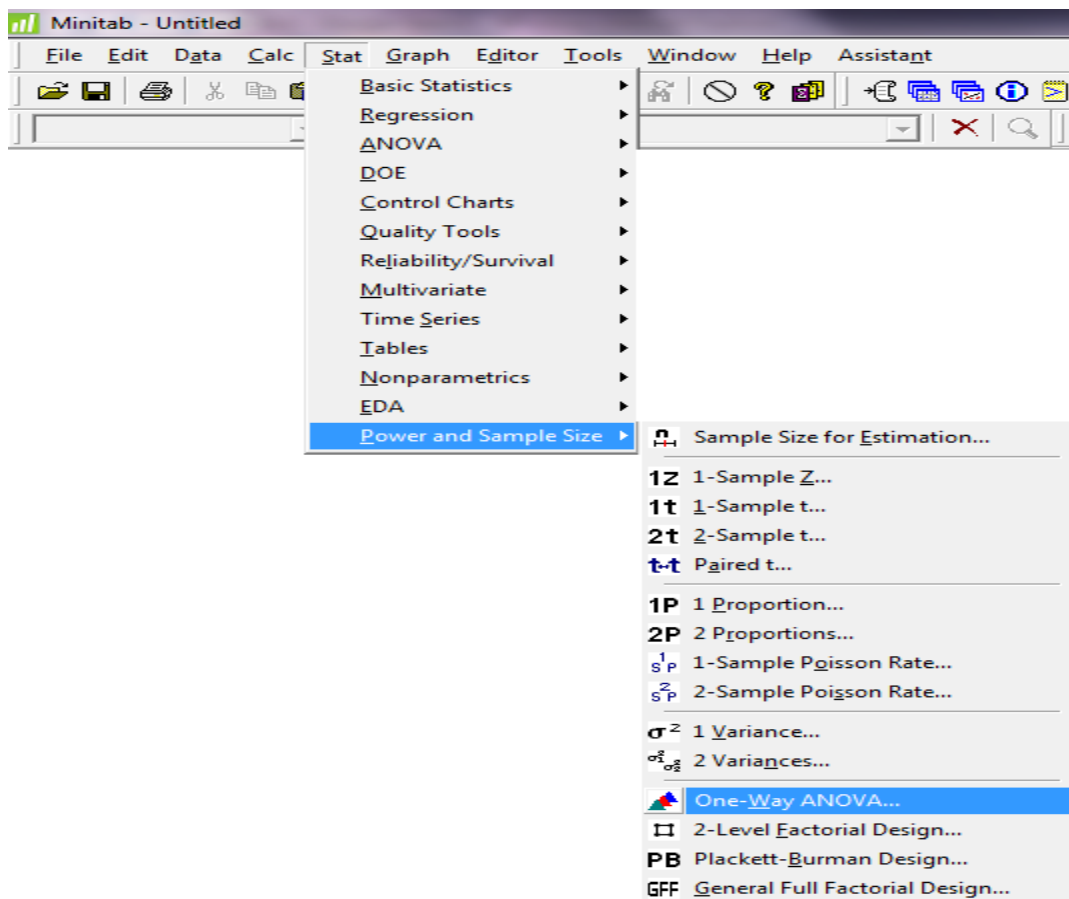 Minitab - Untitled
File Edit Data Calc Stat Graph Editor Tools Window Help Assistant
Basic Statistics
Regression
ANOVA
DOE
Control Charts
Quality Tools
Reliability/Survival
Multivariate
Time Series
Tables
Nonparametrics
EDA
Power and Sample Size
Sample Size for Estimation...
1Z 1-Sample Z...
1t 1-Sample t...
2t 2-Sample t...
t-t Paired t...
1P 1 Proportion...
2P 2 Proportions...
S1P 1-Sample Poisson Rate...
S2P 2-Sample Poisson Rate...
σ² 1 Variance...
2 Variances...
One-Way ANOVA...
2-Level Factorial Design...
PB Plackett-Burman Design...
GFF General Full Factorial Design...